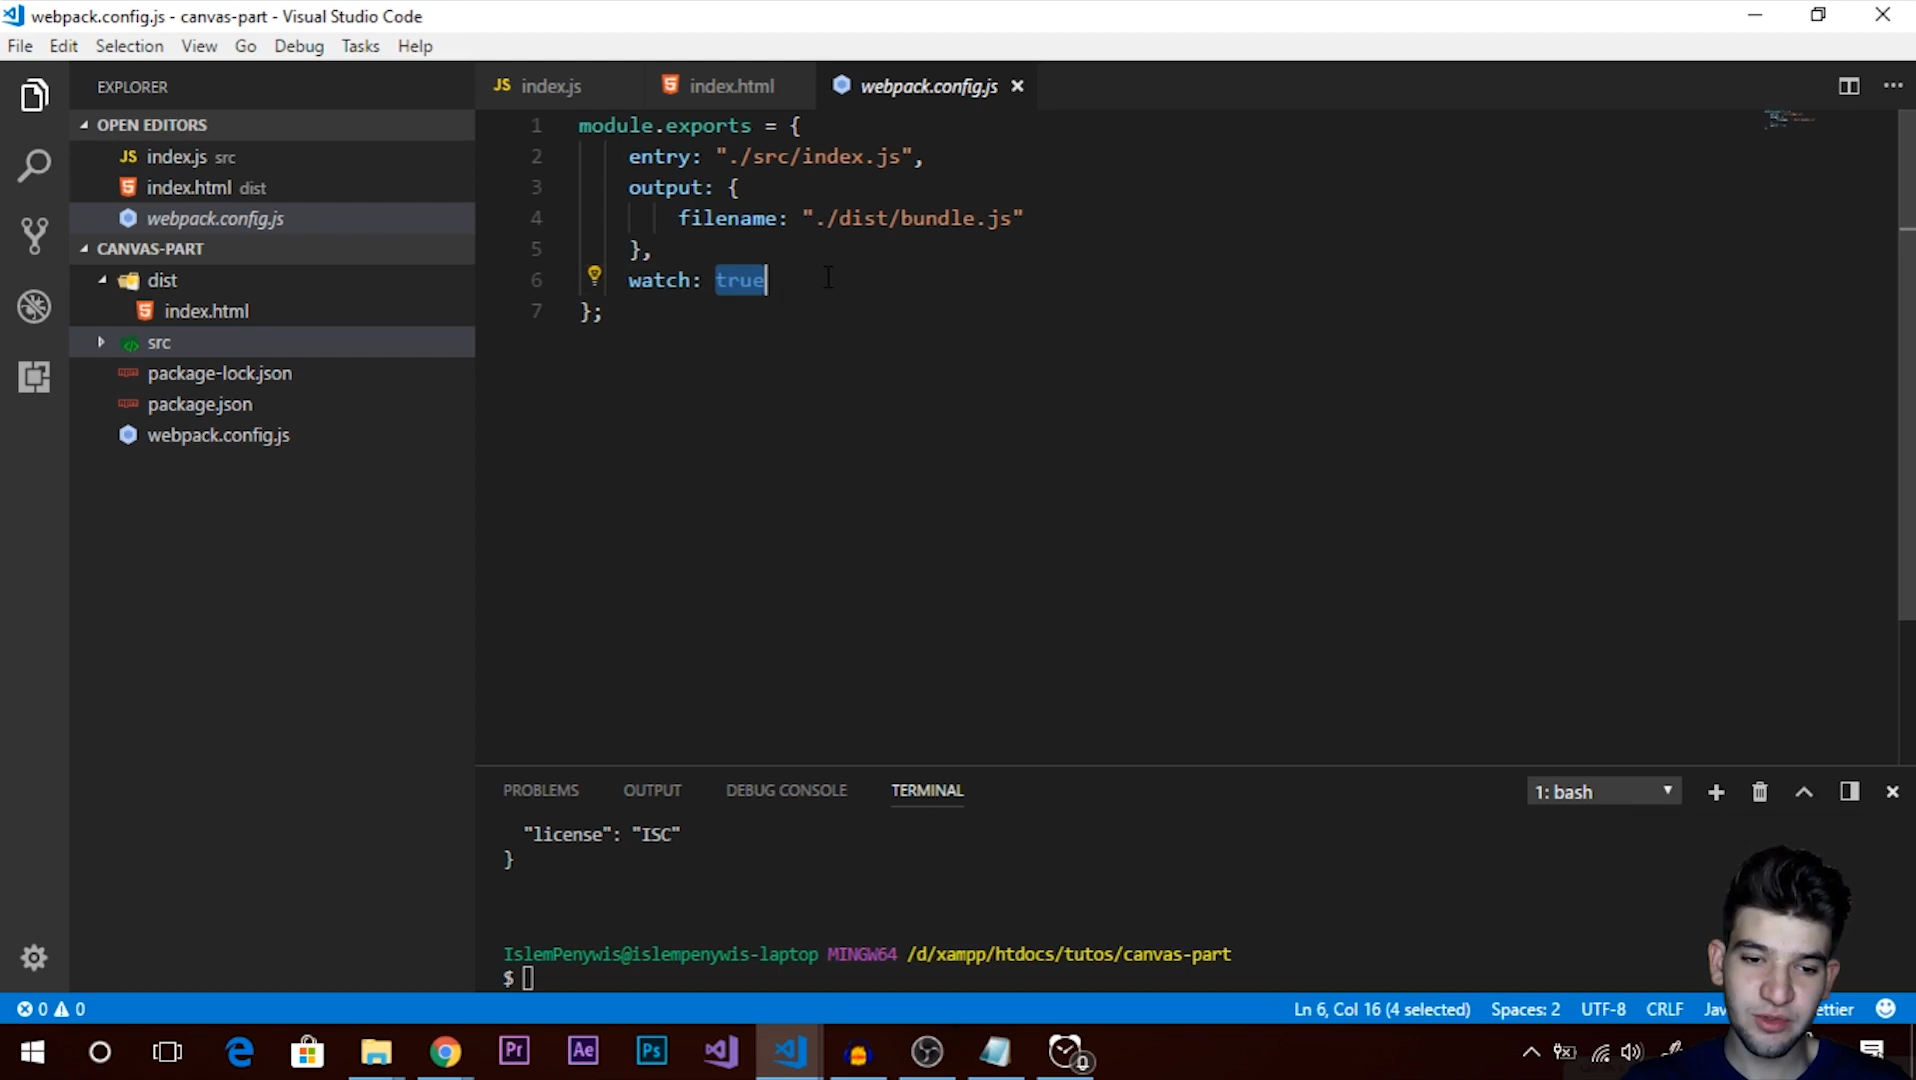 webpack.config.js - canvas-part - Visual Studio Code
File Edit Selection View Go Debug Tasks Help
EXPLORER
OPEN EDITORS
JS index.js src
index.html dist
webpack.config.js
CANVAS-PART
dist
index.html
src
package-lock.json
package.json
webpack.config.js
JS index.js index.html webpack.config.js
1 module.exports = {
2 entry: "./src/index.js",
3 output: {
4 filename: "./dist/bundle.js"
5 },
6 watch: true
7 };
PROBLEMS OUTPUT DEBUG CONSOLE TERMINAL
1: bash
"license": "ISC"
}
IslemPenywis@islempenywis-laptop MINGW64 /d/xampp/htdocs/tutos/canvas-part
$
0 0 Ln 6, Col 16 (4 selected) Spaces: 2 UTF-8 CRLF
Pr Ae Ps